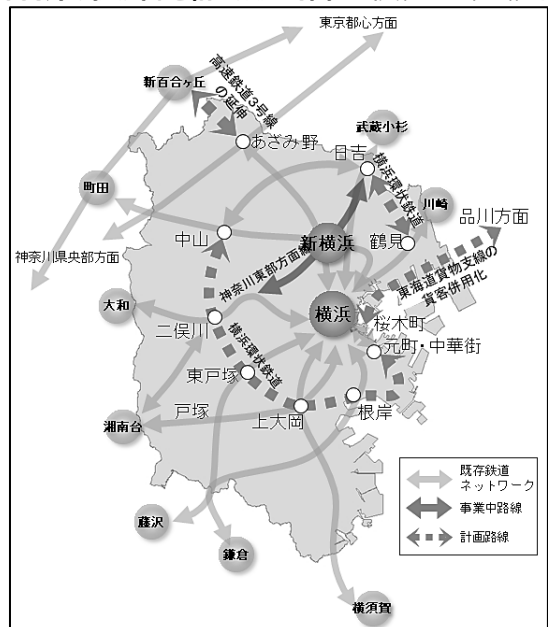 東京都心方面
新百合ヶ丘
高速鉄道3号線
の延伸
あざみ野
武蔵小杉
日吉
横浜環状鉄道
町田
川崎
品川方面
中山
新横浜
鶴見
神奈川県央部方面
神奈川東部方面線
東海道貨物支線の
貨客併用化
大和
横浜
二俣川
桜木町
元町・中華街
横浜環状鉄道
東戸塚
戸塚
上大岡
根岸
湘南台
藤沢
鎌倉
横須賀
既存鉄道
ネットワーク
事業中路線
計画路線